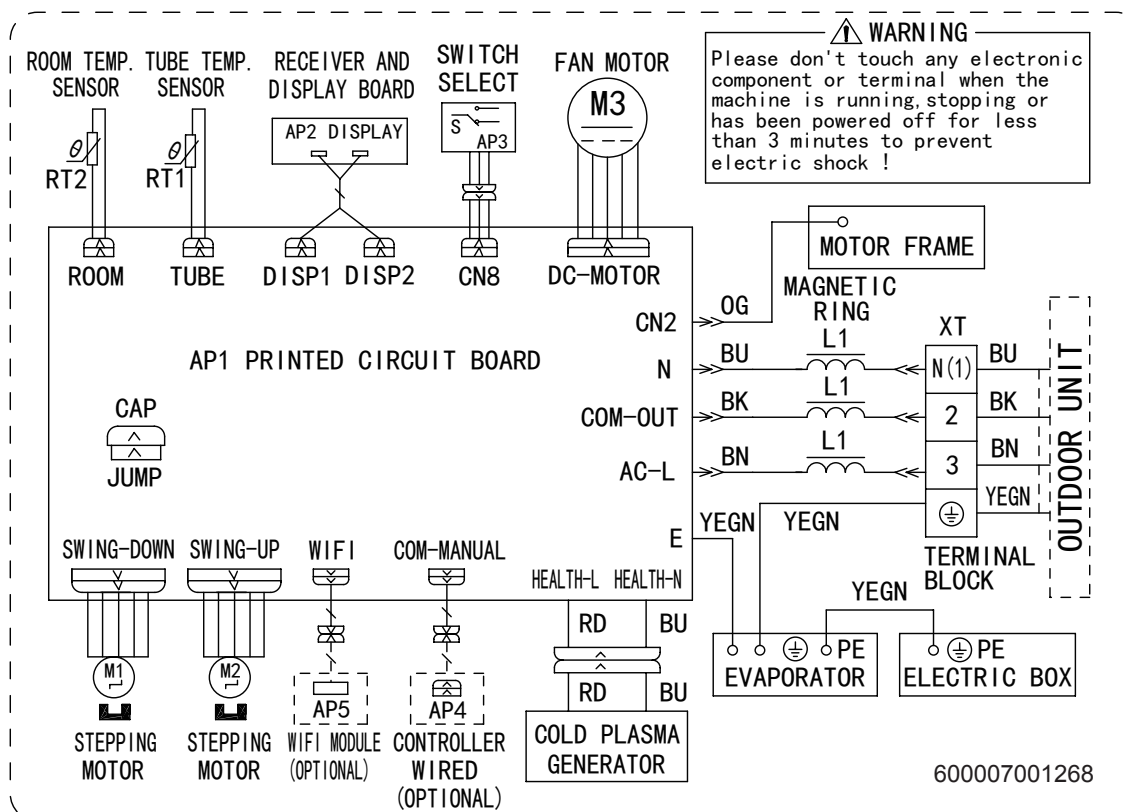 WARNING
Please don't touch any electronic
component or terminal when the
machine is running, stopping or
has been powered off for less
than 3 minutes to prevent
electric shock !
ROOM TEMP.
SENSOR
TUBE TEMP.
SENSOR
RECEIVER AND
DISPLAY BOARD
SWITCH
SELECT
FAN MOTOR
AP2 DISPLAY
S
AP3
M3
θ
RT2
θ
RT1
ROOM
TUBE
DISP1
DISP2
CN8
DC-MOTOR
MOTOR FRAME
MAGNETIC
RING
CN2
OG
AP1 PRINTED CIRCUIT BOARD
N
BU
L1
XT
N(1)
BU
COM-OUT
BK
L1
2
BK
AC-L
BN
L1
3
BN
YEGN
OUTDOOR UNIT
CAP
JUMP
E
YEGN
YEGN
TERMINAL
BLOCK
SWING-DOWN
SWING-UP
WIFI
COM-MANUAL
HEALTH-L
HEALTH-N
RD
BU
RD
BU
YEGN
PE
EVAPORATOR
PE
ELECTRIC BOX
M1
M2
AP5
AP4
STEPPING
MOTOR
STEPPING
MOTOR
WIFI MODULE
(OPTIONAL)
CONTROLLER
WIRED
(OPTIONAL)
COLD PLASMA
GENERATOR
600007001268